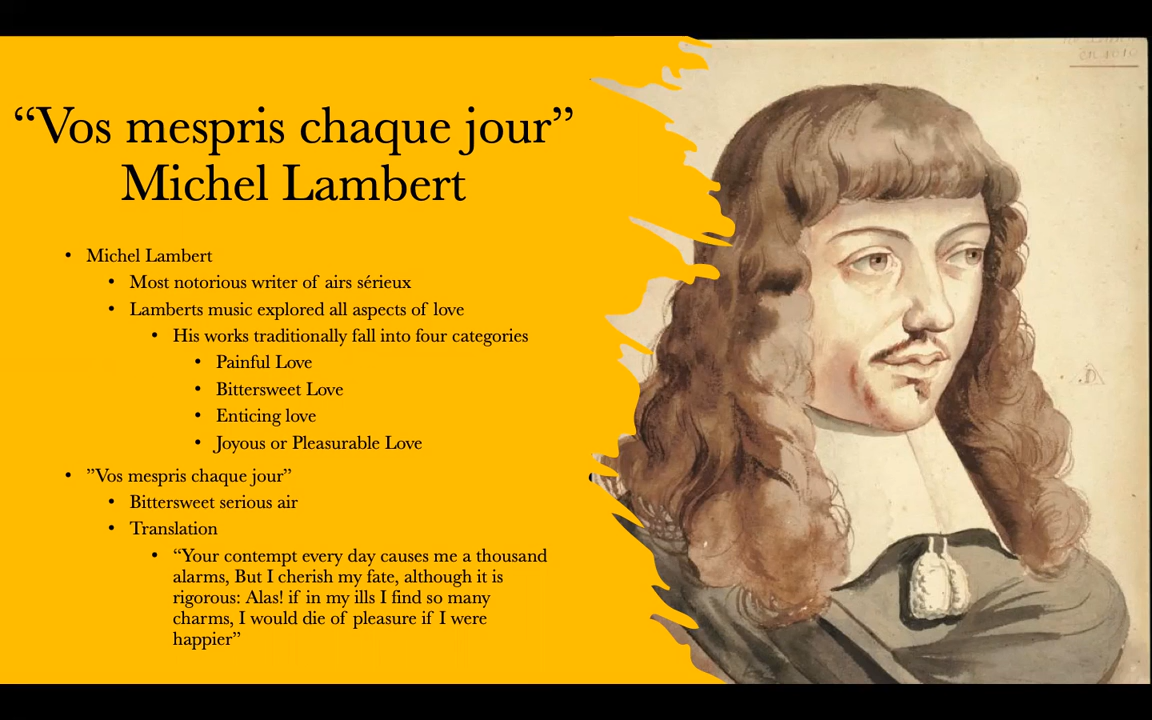 “Vos mespris chaque jour”
Michel Lambert
• Michel Lambert
• Most notorious writer of airs sérieux
• Lamberts music explored all aspects of love
• His works traditionally fall into four categories
• Painful Love
• Bittersweet Love
• Enticing love
• Joyous or Pleasurable Love
• ”Vos mespris chaque jour”
• Bittersweet serious air
• Translation
• “Your contempt every day causes me a thousand
alarms, But I cherish my fate, although it is
rigorous: Alas! if in my ills I find so many
charms, I would die of pleasure if I were
happier”